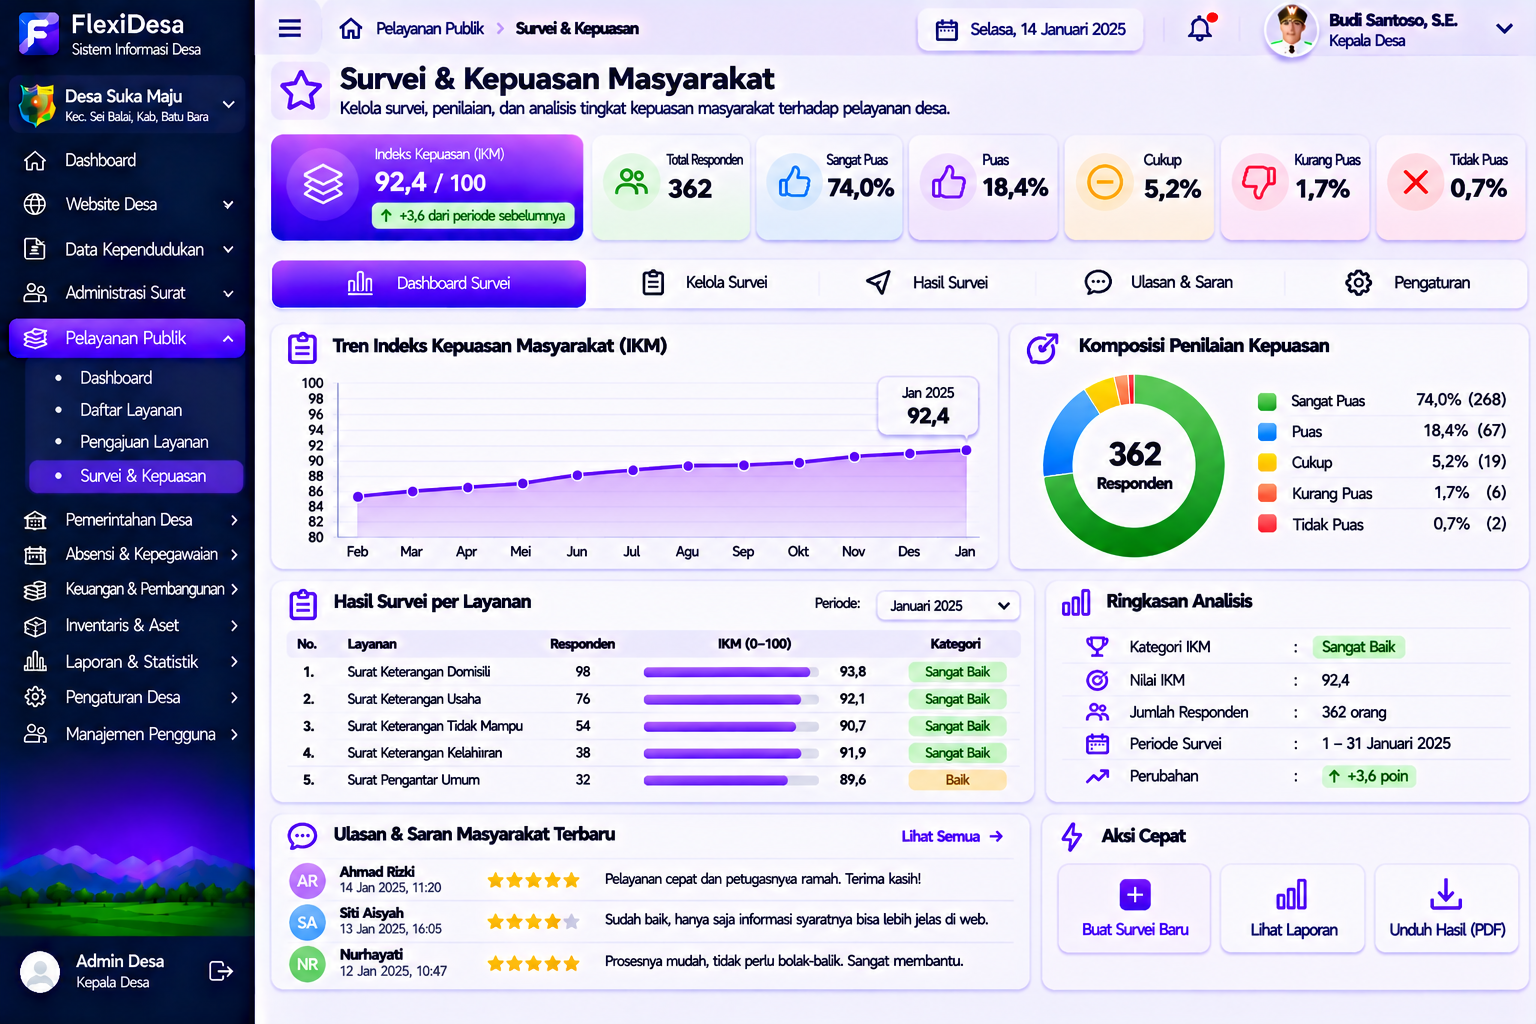 FlexiDesa
Sistem Informasi Desa
Desa Suka Maju
Kec. Sei Balai, Kab, Batu Bara
Dashboard
Website Desa
Data Kependudukan
Administrasi Surat
Pelayanan Publik
• Dashboard
• Daftar Layanan
• Pengajuan Layanan
• Survei & Kepuasan
Pemerintahan Desa
Absensi & Kepegawaian
Keuangan & Pembangunan
Inventaris & Aset
Laporan & Statistik
Pengaturan Desa
Manajemen Pengguna
Admin Desa
Kepala Desa
Pelayanan Publik > Survei & Kepuasan
Selasa, 14 Januari 2025
Budi Santoso, S.E.
Kepala Desa
Survei & Kepuasan Masyarakat
Kelola survei, penilaian, dan analisis tingkat kepuasan masyarakat terhadap pelayanan desa.
Indeks Kepuasan (IKM)
92,4 / 100
↑ +3,6 dari periode sebelumnya
Total Responden
362
Sangat Puas
74,0%
Puas
18,4%
Cukup
5,2%
Kurang Puas
1,7%
Tidak Puas
0,7%
Dashboard Survei
Kelola Survei
Hasil Survei
Ulasan & Saran
Pengaturan
Tren Indeks Kepuasan Masyarakat (IKM)
100
98
96
94
92
90
88
86
84
82
80
Jan 2025
92,4
Feb Mar Apr Mei Jun Jul Agu Sep Okt Nov Des Jan
Komposisi Penilaian Kepuasan
362
Responden
Sangat Puas 74,0% (268)
Puas 18,4% (67)
Cukup 5,2% (19)
Kurang Puas 1,7% (6)
Tidak Puas 0,7% (2)
Hasil Survei per Layanan
Periode: Januari 2025
No. Layanan Responden IKM (0–100) Kategori
1. Surat Keterangan Domisili 98 93,8 Sangat Baik
2. Surat Keterangan Usaha 76 92,1 Sangat Baik
3. Surat Keterangan Tidak Mampu 54 90,7 Sangat Baik
4. Surat Keterangan 38 91,9 Sangat Baik
5. Surat Pengantar Umum 32 89,6 Baik
Ringkasan Analisis
Kategori IKM : Sangat Baik
Nilai IKM : 92,4
Jumlah Responden : 362 orang
Periode Survei : 1 – 31 Januari 2025
Perubahan : ↑ +3,6 poin
Ulasan & Saran Masyarakat Terbaru
Lihat Semua →
AR
Ahmad Rizki
14 Jan 2025, 11:20
Pelayanan cepat dan petugasnya ramah. Terima kasih!
SA
Siti Aisyah
13 Jan 2025, 16:05
Sudah baik, hanya saja informasi syaratnya bisa lebih jelas di web.
NR
Nurhayati
12 Jan 2025, 10:47
Prosesnya mudah, tidak perlu bolak-balik. Sangat membantu.
Aksi Cepat
Buat Survei Baru
Lihat Laporan
Unduh Hasil (PDF)